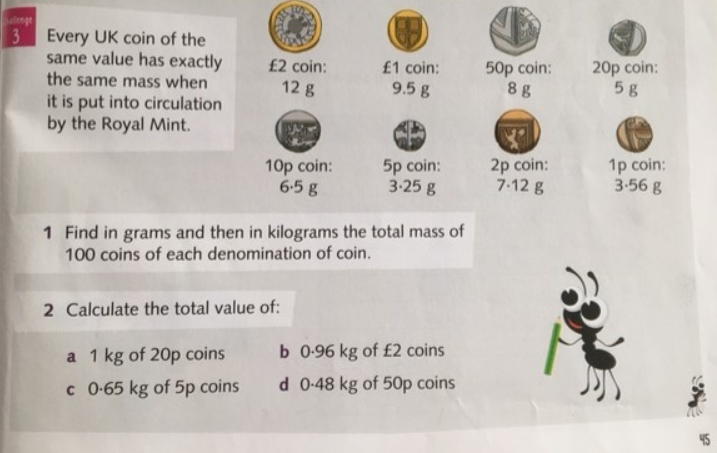 Challenge
3
Every UK coin of the
same value has exactly
the same mass when
it is put into circulation
by the Royal Mint.
£2 coin:
12 g
£1 coin:
9.5 g
50p coin:
8 g
20p coin:
5 g
10p coin:
6·5 g
5p coin:
3·25 g
2p coin:
7·12 g
1p coin:
3·56 g
1 Find in grams and then in kilograms the total mass of
100 coins of each denomination of coin.
2 Calculate the total value of:
a 1 kg of 20p coins
b 0·96 kg of £2 coins
c 0·65 kg of 5p coins
d 0·48 kg of 50p coins
45